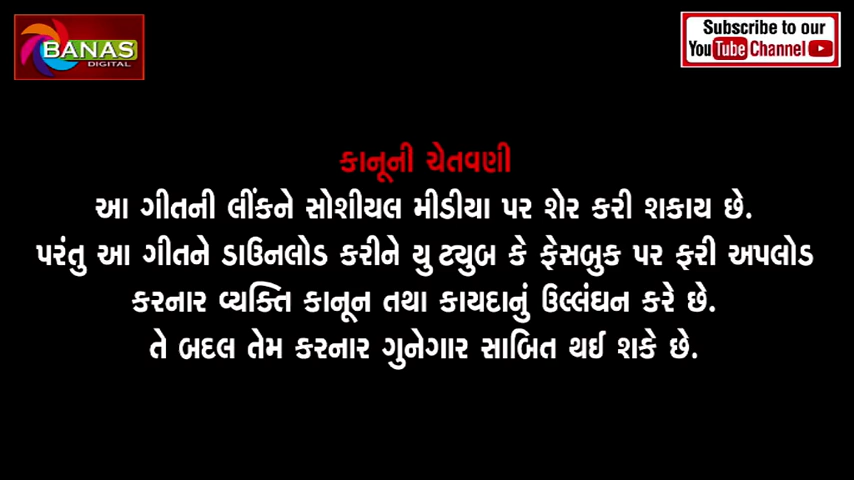 BANAS
DIGITAL
Subscribe to our
YouTube Channel
કાનૂની ચેતવણી
આ ગીતની લીંકને સોશીયલ મીડીયા પર શેર કરી શકાય છે.
પરંતુ આ ગીતને ડાઉનલોડ કરીને યુ ટ્યુબ કે ફેસબુક પર ફરી અપલોડ
કરનાર વ્યક્તિ કાનૂન તથા કાયદાનું ઉલ્લંઘન કરે છે.
તે બદલ તેમ કરનાર ગુનેગાર સાબિત થઈ શકે છે.